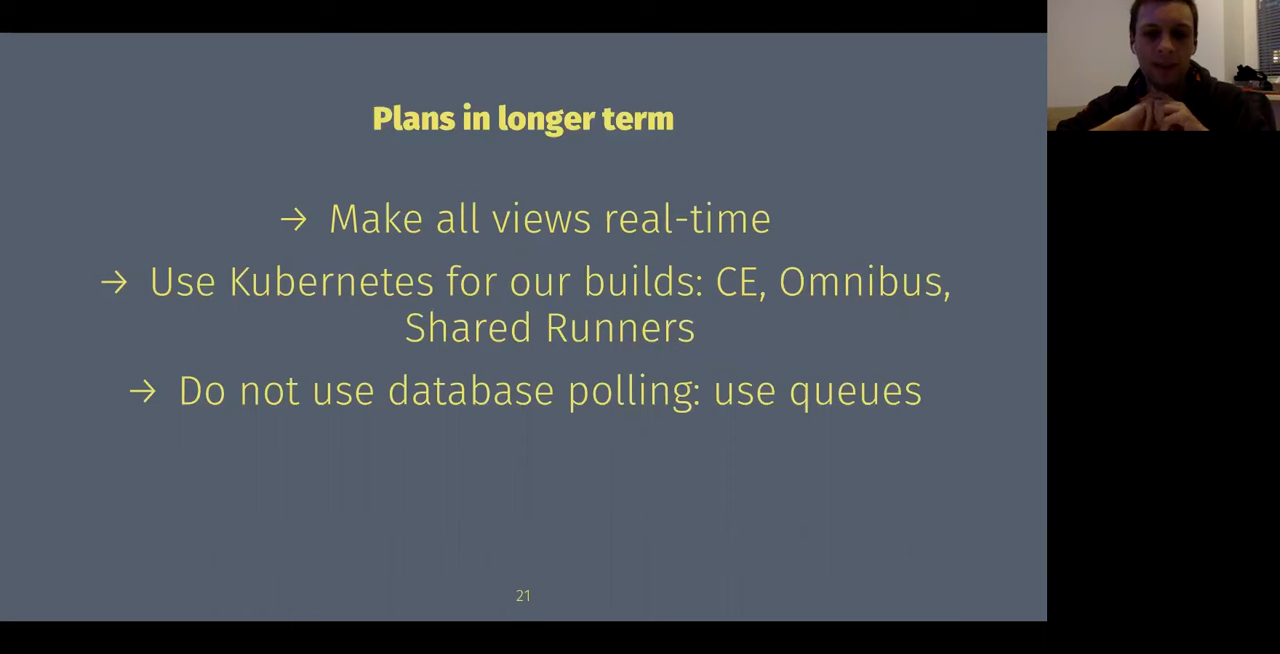 Plans in longer term
→ Make all views real-time
→ Use Kubernetes for our builds: CE, Omnibus,
Shared Runners
→ Do not use database polling: use queues
21